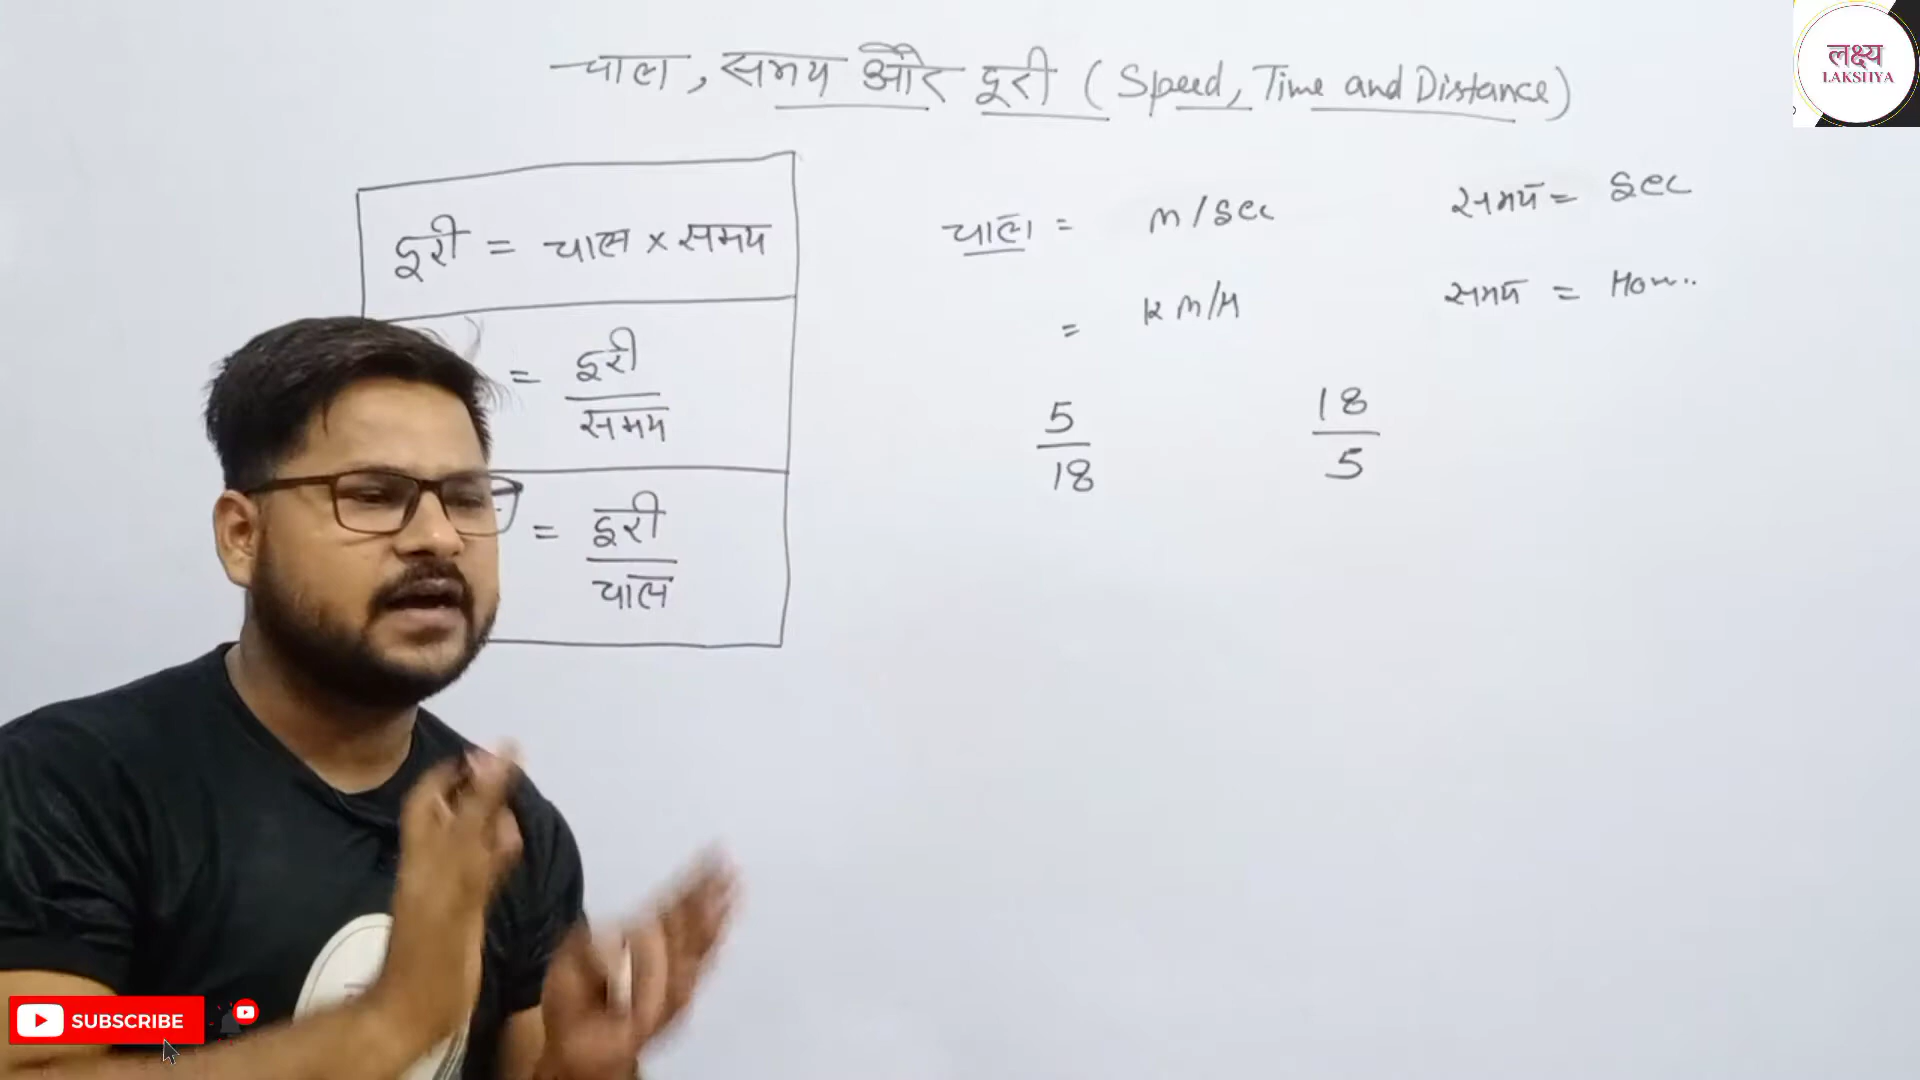 चाल, समय और दूरी (Speed, Time and Distance)
लक्ष्य
LAKSHYA
दूरी = चाल × समय
= दूरी
समय
= दूरी
चाल
चाल = m/sec
समय = sec
= km/H
समय = Hour..
5
18
18
5
SUBSCRIBE